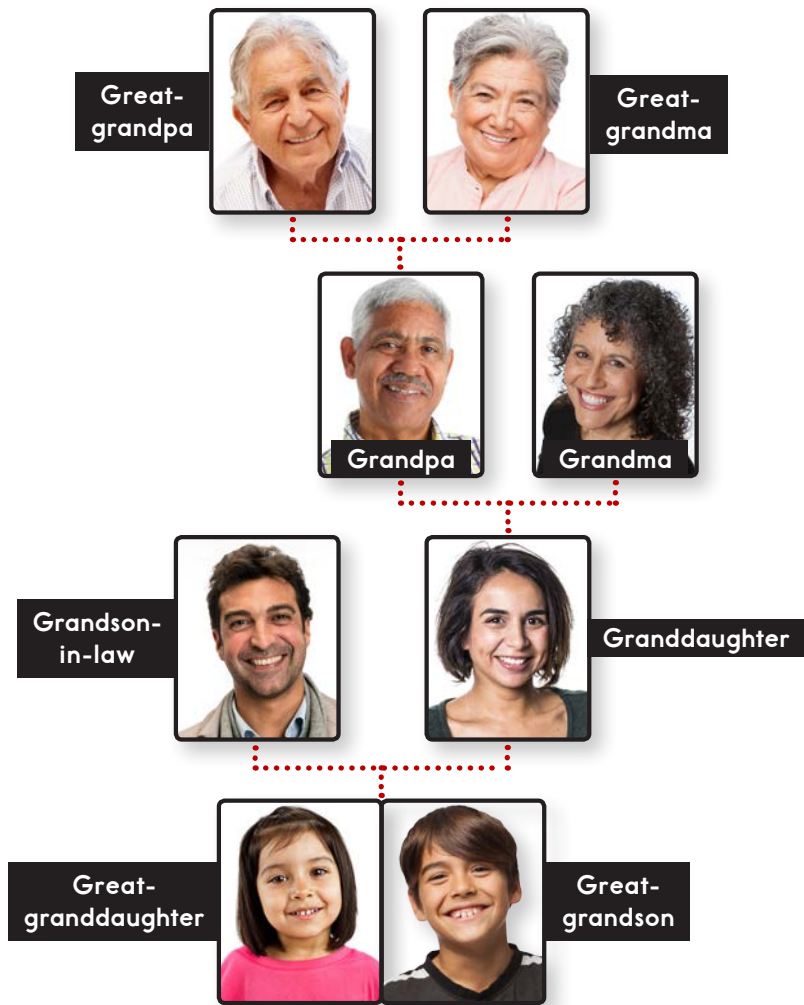 Great-
grandpa
Great-
grandma
Grandpa
Grandma
Grandson-
in-law
Granddaughter
Great-
granddaughter
Great-
grandson